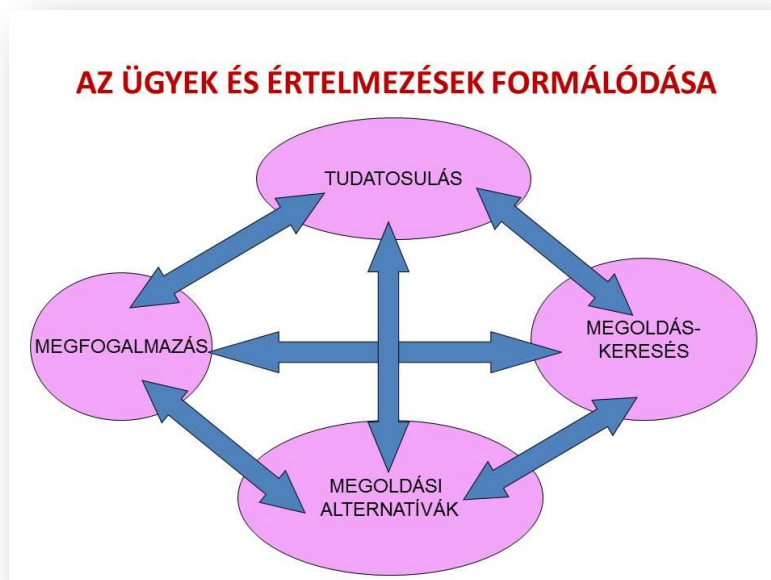 AZ ÜGYEK ÉS ÉRTELMEZÉSEK FORMÁLÓDÁSA
TUDATOSULÁS
MEGFOGALMAZÁS
MEGOLDÁS-
KERESÉS
MEGOLDÁSI
ALTERNATÍVÁK